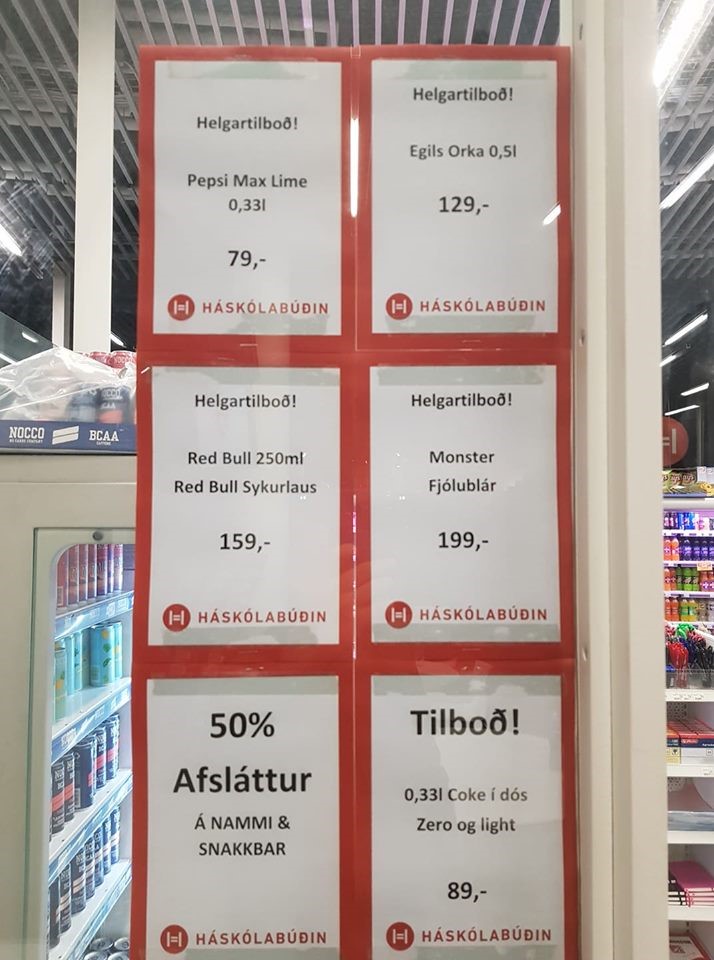 Helgartilboð!
Pepsi Max Lime
0,33l
79,-
HÁSKÓLABÚÐIN
Helgartilboð!
Egils Orka 0,5l
129,-
HÁSKÓLABÚÐIN
Helgartilboð!
Red Bull 250ml
Red Bull Sykurlaus
159,-
HÁSKÓLABÚÐIN
Helgartilboð!
Monster
Fjólublár
199,-
HÁSKÓLABÚÐIN
50%
Afsláttur
Á NAMMI &
SNAKKBAR
HÁSKÓLABÚÐIN
Tilboð!
0,33l Coke í dós
Zero og light
89,-
HÁSKÓLABÚÐIN
NOCCO
BCAA